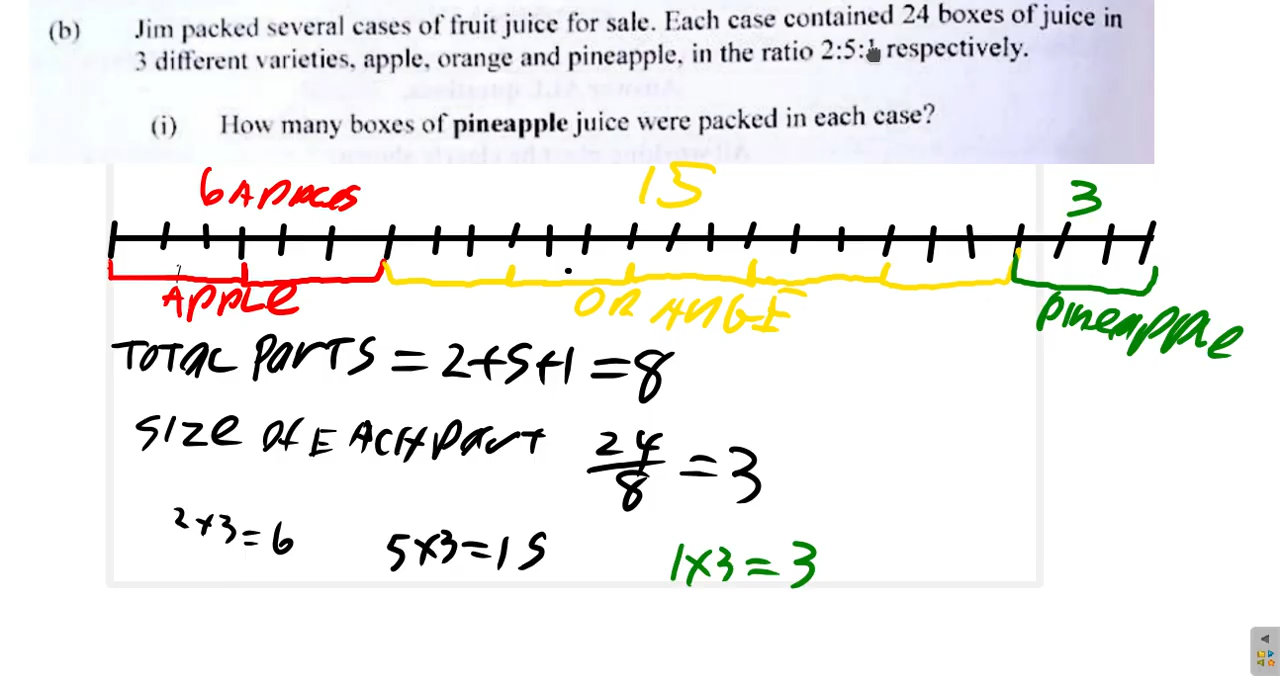 (b) Jim packed several cases of fruit juice for sale. Each case contained 24 boxes of juice in
3 different varieties, apple, orange and pineapple, in the ratio 2:5:1 respectively.
(i) How many boxes of pineapple juice were packed in each case?
6 APPLES 15 3
APPLE ORANGE Pineapple
TOTAL PARTS = 2+5+1 = 8
SIZE OF EACH PART 24/8 = 3
2×3=6 5×3=15 1×3=3